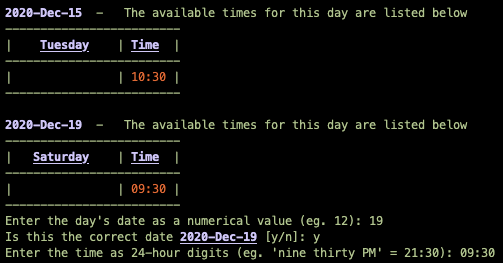 2020-Dec-15  -   The available times for this day are listed below
---------------------------
|    Tuesday    | Time  |
---------------------------
|               | 10:30 |
---------------------------
2020-Dec-19  -   The available times for this day are listed below
---------------------------
|   Saturday    | Time  |
---------------------------
|               | 09:30 |
---------------------------
Enter the day's date as a numerical value (eg. 12): 19
Is this the correct date 2020-Dec-19 [y/n]: y
Enter the time as 24-hour digits (eg. 'nine thirty PM' = 21:30): 09:30